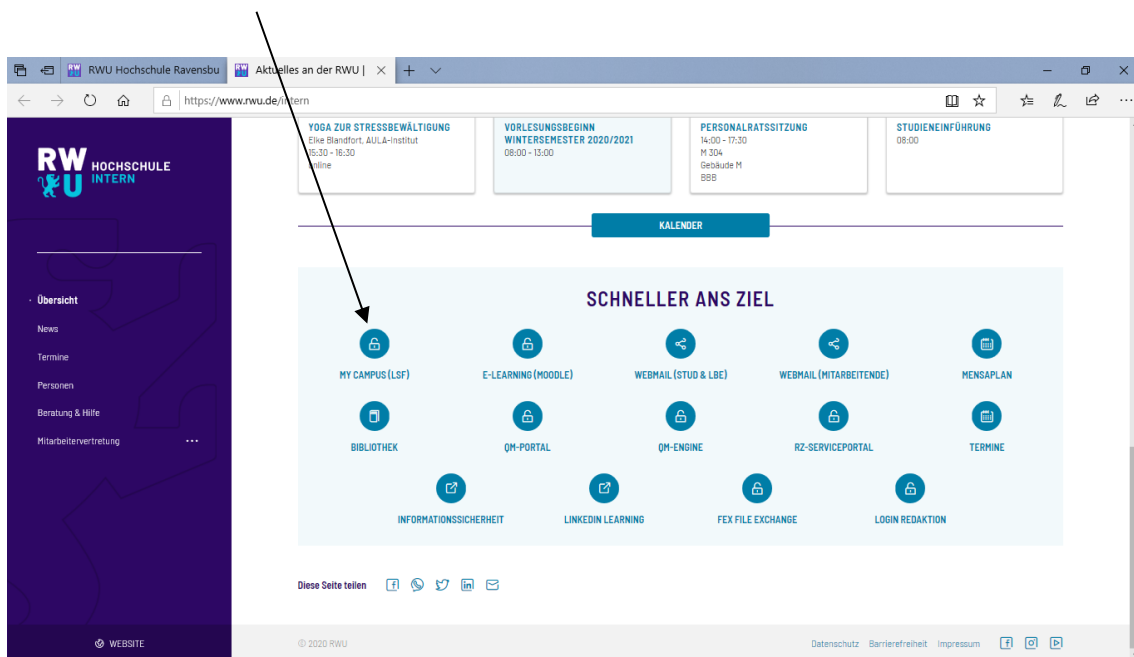 RWU Hochschule Ravensbu
Aktuelles an der RWU |
https://www.rwu.de/intern
RWU HOCHSCHULE
INTERN
Übersicht
News
Termine
Personen
Beratung & Hilfe
Mitarbeitervertretung
WEBSITE
YOGA ZUR STRESSBEWÄLTIGUNG
Elke Blandfort, AULA-Institut
15:30 - 16:30
online
VORLESUNGSBEGINN
WINTERSEMESTER 2020/2021
08:00 - 13:00
PERSONALRATSSITZUNG
14:00 - 17:30
M 304
Gebäude M
BBB
STUDIENEINFÜHRUNG
08:00
KALENDER
SCHNELLER ANS ZIEL
MY CAMPUS (LSF)
E-LEARNING (MOODLE)
WEBMAIL (STUD & LBE)
WEBMAIL (MITARBEITENDE)
MENSAPLAN
BIBLIOTHEK
QM-PORTAL
QM-ENGINE
RZ-SERVICEPORTAL
TERMINE
INFORMATIONSSICHERHEIT
LINKEDIN LEARNING
FEX FILE EXCHANGE
LOGIN REDAKTION
Diese Seite teilen
© 2020 RWU
Datenschutz Barrierefreiheit Impressum